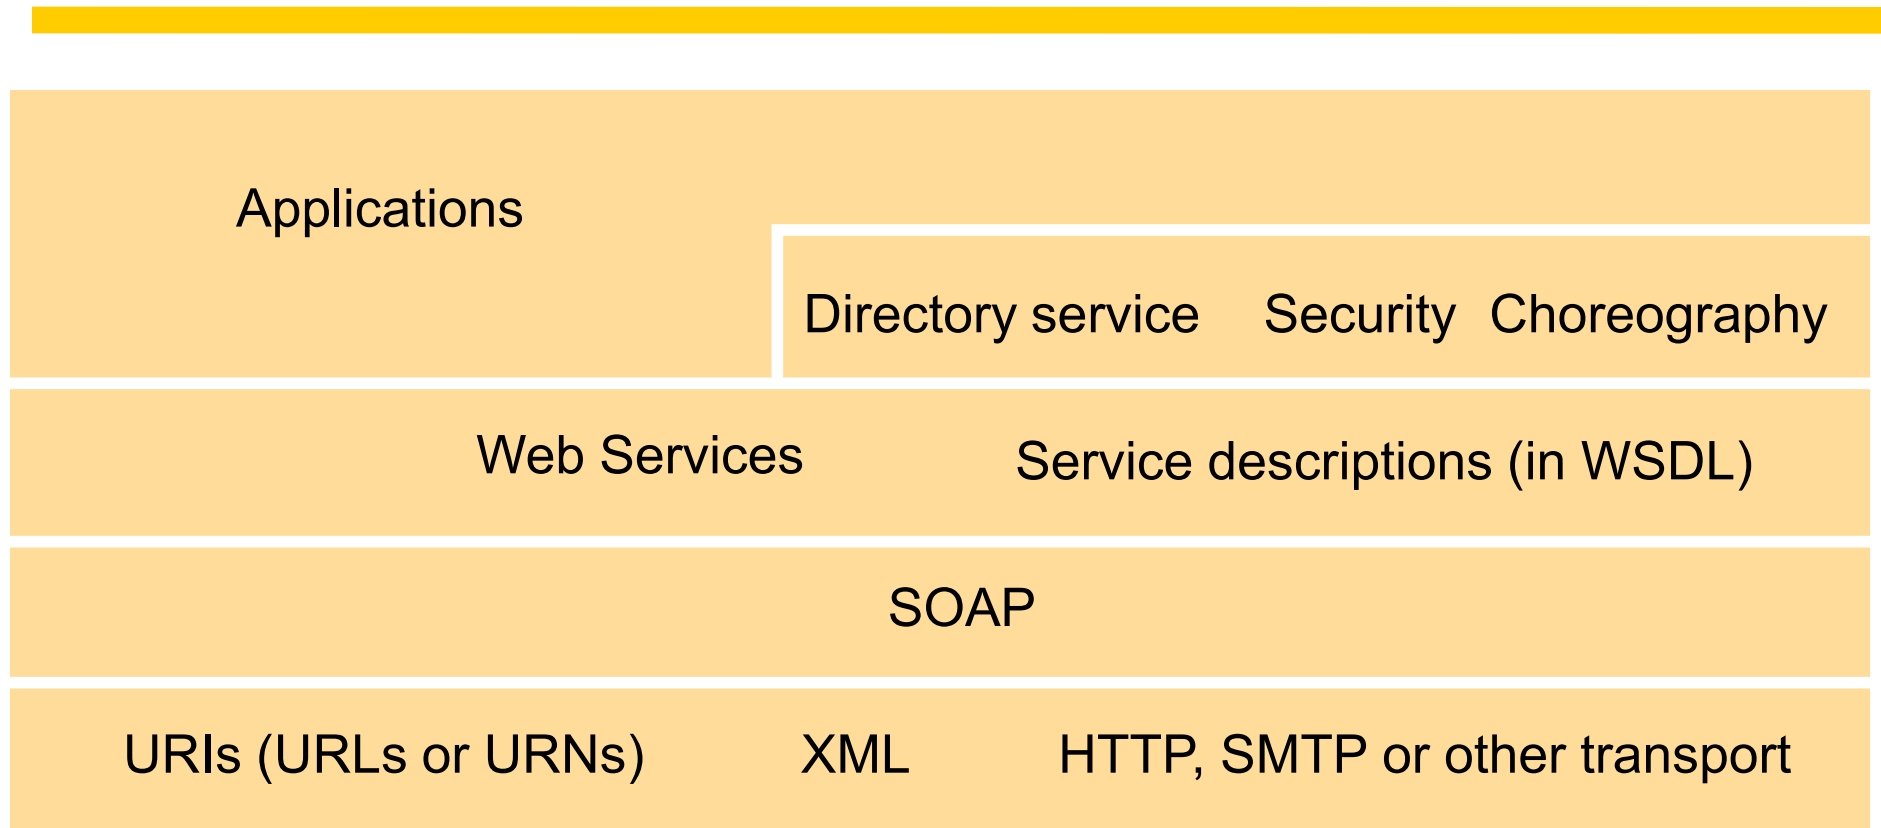 Applications
Directory service Security Choreography
Web Services Service descriptions (in WSDL)
SOAP
URIs (URLs or URNs) XML HTTP, SMTP or other transport